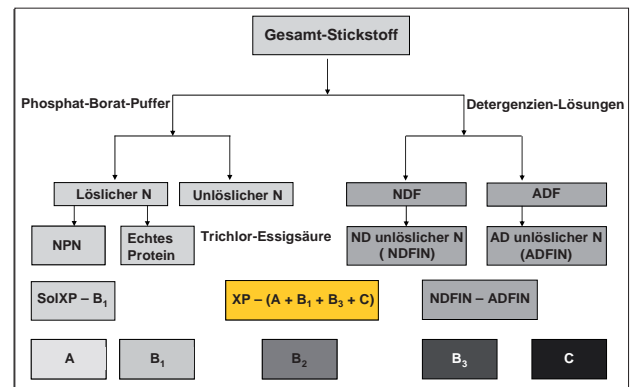 Gesamt-Stickstoff
Phosphat-Borat-Puffer
Detergenzien-Lösungen
Löslicher N
Unlöslicher N
NDF
ADF
NPN
Echtes
Protein
Trichlor-Essigsäure
ND unlöslicher N
( NDFIN)
AD unlöslicher N
(ADFIN)
SolXP – B₁
XP – (A + B₁ + B₃ + C)
NDFIN – ADFIN
A
B₁
B₂
B₃
C